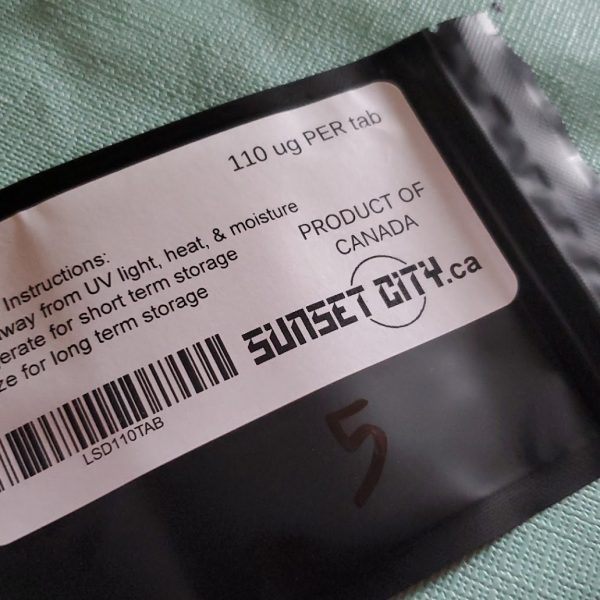 110 ug PER tab
Instructions:
away from UV light, heat, & moisture
gerate for short term storage
ze for long term storage
PRODUCT OF
CANADA
SUNSET CITY.ca
LSD110TAB
5